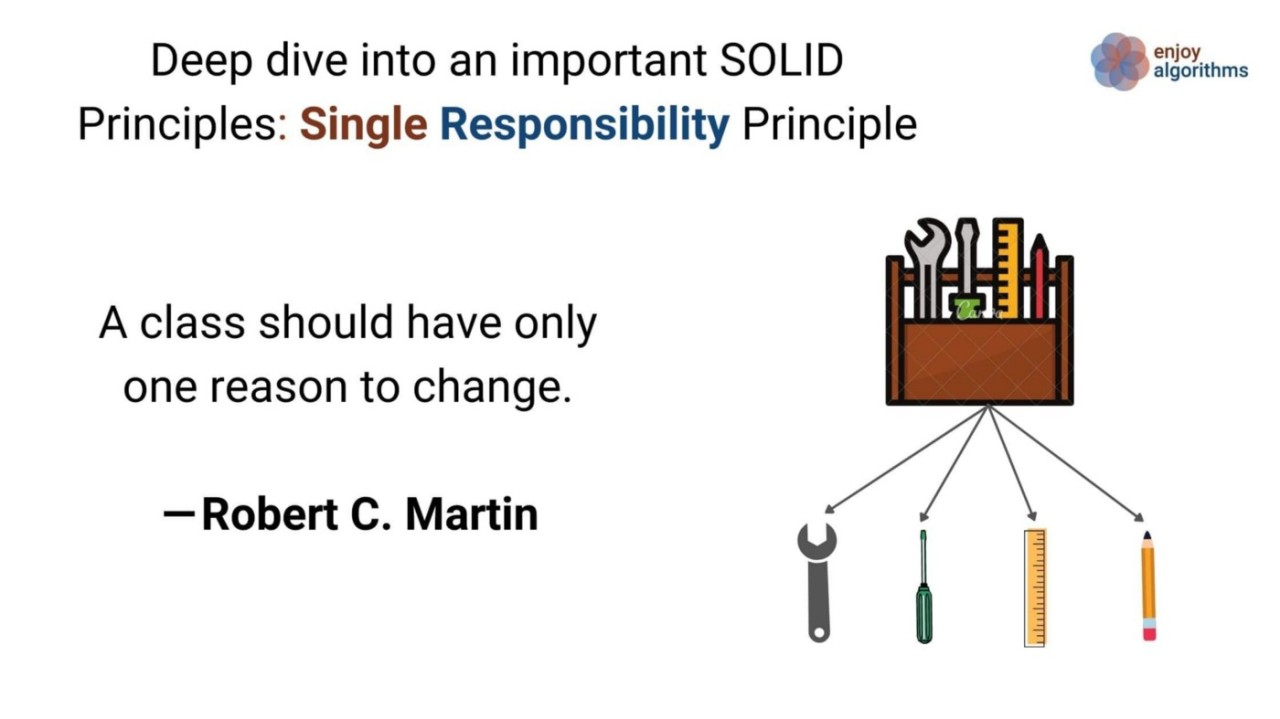 Deep dive into an important SOLID
Principles: Single Responsibility Principle
enjoy
algorithms
A class should have only
one reason to change.
—Robert C. Martin
Canva